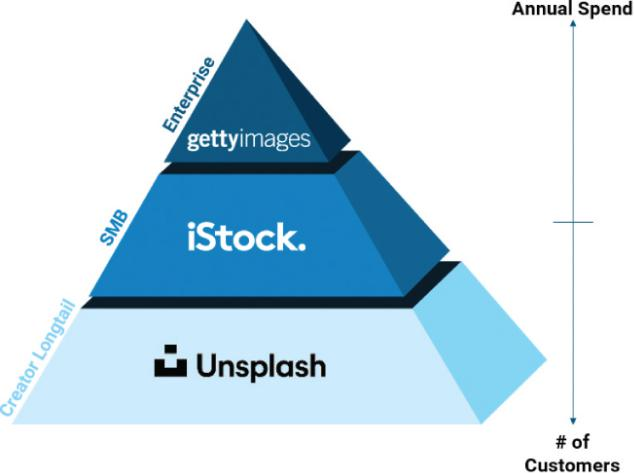 Annual Spend
Enterprise
gettyimages
SMB
iStock.
Creator Longtail
Unsplash
# of
Customers